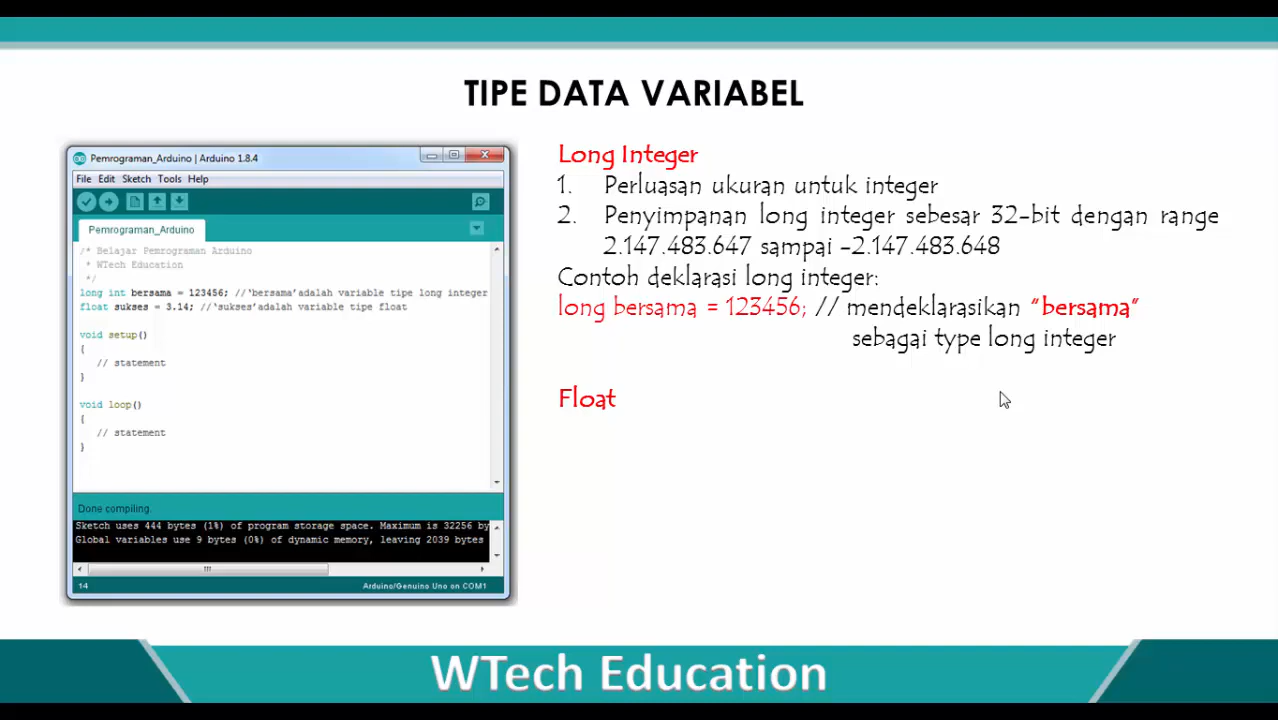 TIPE DATA VARIABEL
Pemrograman_Arduino | Arduino 1.8.4
File Edit Sketch Tools Help
Pemrograman_Arduino
/* Belajar Pemrograman Arduino
* WTech Education
*/
long int bersama = 123456; //'bersama'adalah variable tipe long integer
float sukses = 3.14; //'sukses'adalah variable tipe float
void setup()
{
// statement
}
void loop()
{
// statement
}
Done compiling.
Sketch uses 444 bytes (1%) of program storage space. Maximum is 32256 by
Global variables use 9 bytes (0%) of dynamic memory, leaving 2039 bytes
14
Arduino/Genuino Uno on COM1
Long Integer
1. Perluasan ukuran untuk integer
2. Penyimpanan long integer sebesar 32-bit dengan range
2.147.483.647 sampai -2.147.483.648
Contoh deklarasi long integer:
long bersama = 123456; // mendeklarasikan "bersama"
sebagai type long integer
Float
WTech Education